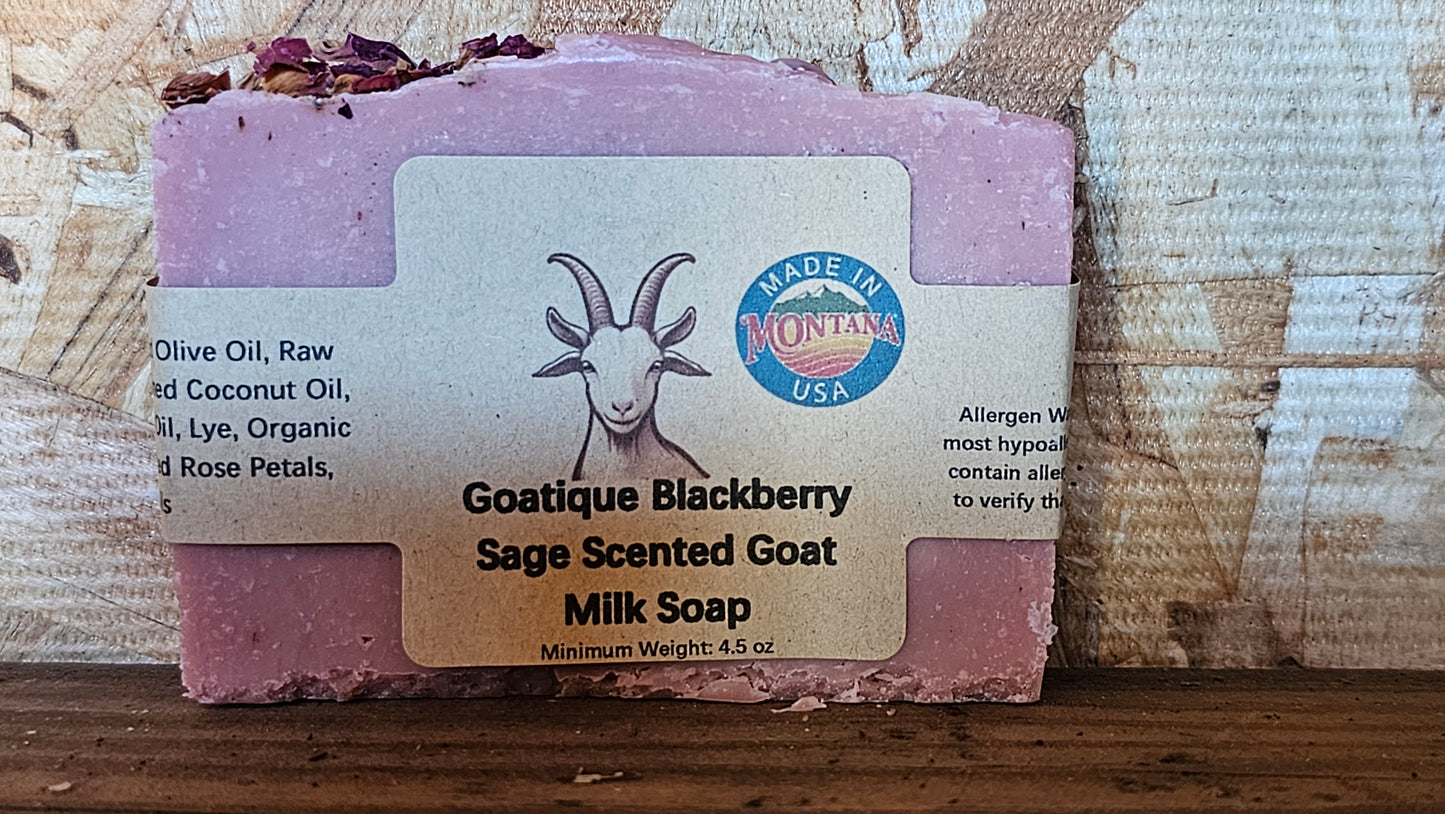 Olive Oil, Raw
ed Coconut Oil,
Oil, Lye, Organic
d Rose Petals,
s
MADE IN
MONTANA
USA
Goatique Blackberry
Sage Scented Goat
Milk Soap
Minimum Weight: 4.5 oz
Allergen W
most hypoall
contain aller
to verify tha